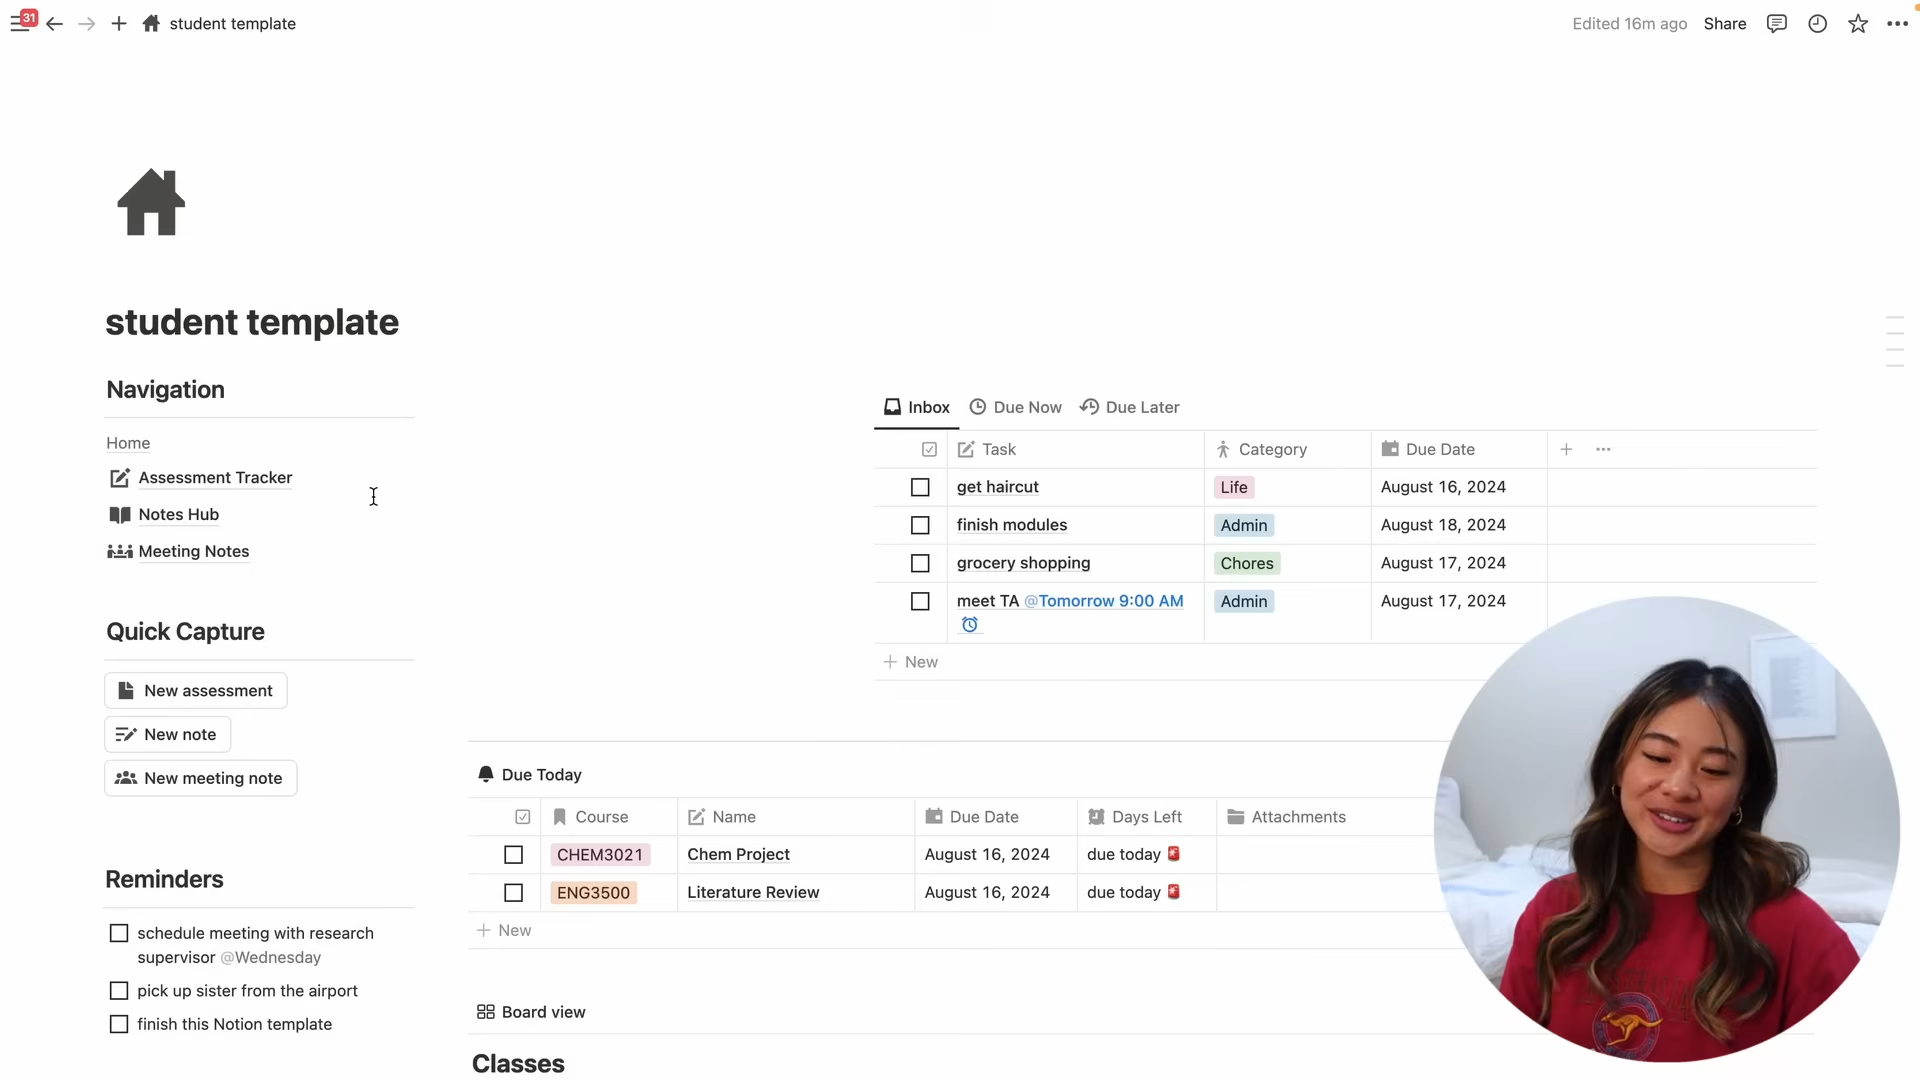 31
student template
Edited 16m ago
Share
student template
Navigation
Home
Assessment Tracker
Notes Hub
Meeting Notes
Quick Capture
New assessment
New note
New meeting note
Reminders
schedule meeting with research
supervisor @Wednesday
pick up sister from the airport
finish this Notion template
Inbox Due Now Due Later
Task Category Due Date
get haircut Life August 16, 2024
finish modules Admin August 18, 2024
grocery shopping Chores August 17, 2024
meet TA @Tomorrow 9:00 AM Admin August 17, 2024
New
Due Today
Course Name Due Date Days Left Attachments
CHEM3021 Chem Project August 16, 2024 due today
ENG3500 Literature Review August 16, 2024 due today
New
Board view
Classes